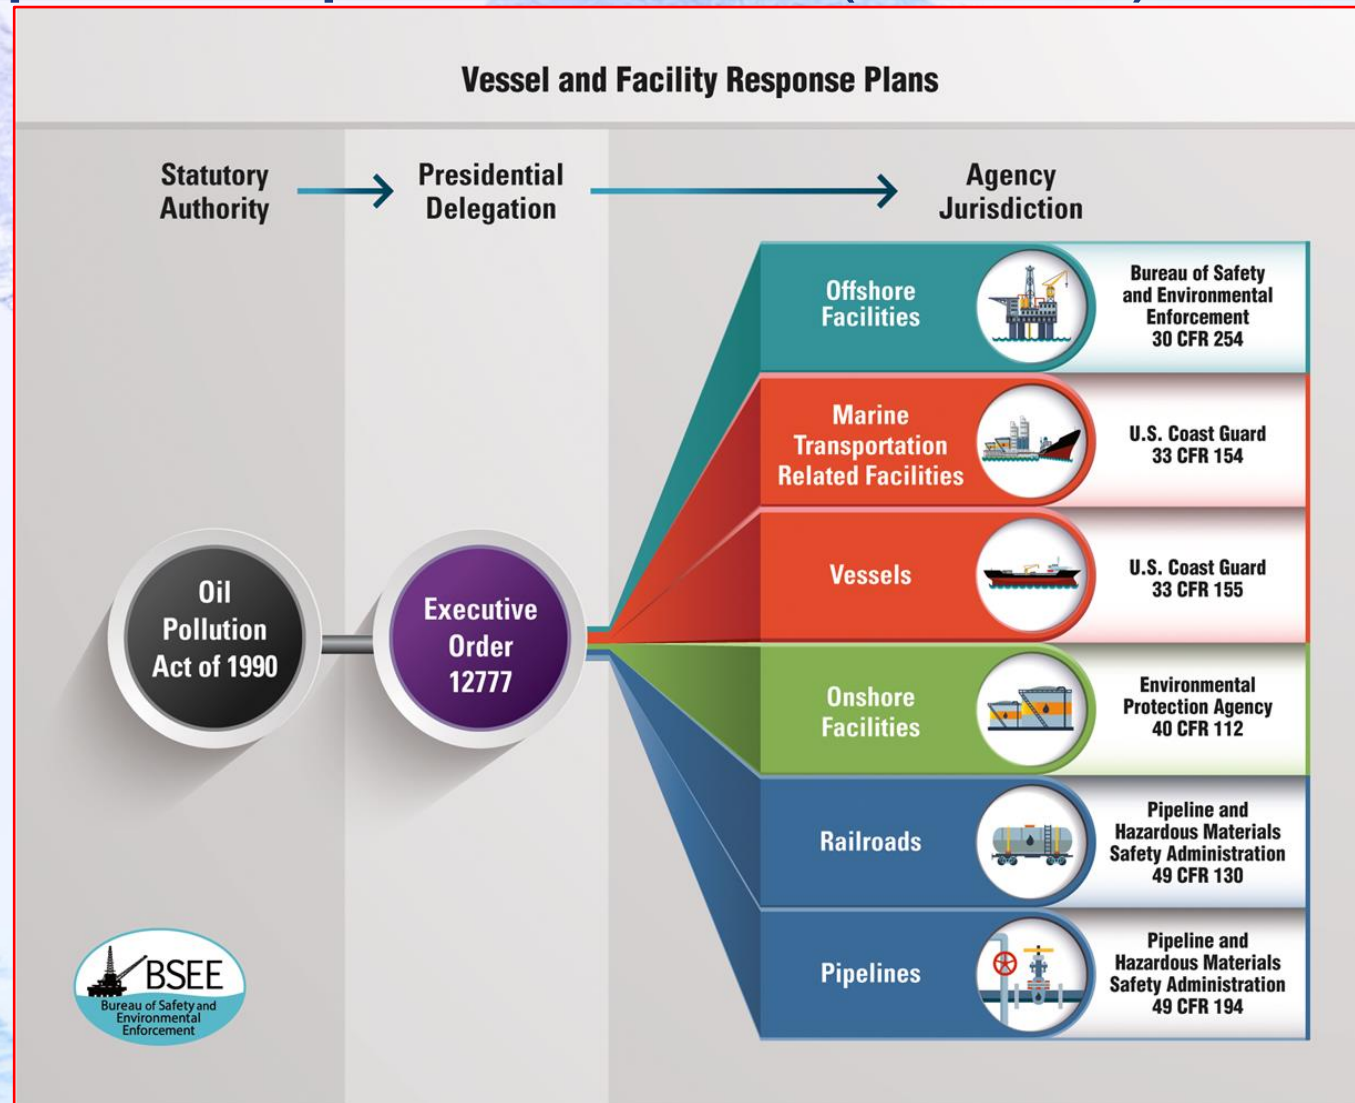 Vessel and Facility Response Plans
Statutory
Authority
Presidential
Delegation
Agency
Jurisdiction
Offshore
Facilities
Bureau of Safety
and Environmental
Enforcement
30 CFR 254
Marine
Transportation
Related Facilities
U.S. Coast Guard
33 CFR 154
Vessels
U.S. Coast Guard
33 CFR 155
Oil
Pollution
Act of 1990
Executive
Order
12777
Onshore
Facilities
Environmental
Protection Agency
40 CFR 112
Railroads
Pipeline and
Hazardous Materials
Safety Administration
49 CFR 130
Pipelines
Pipeline and
Hazardous Materials
Safety Administration
49 CFR 194
BSEE
Bureau of Safety and
Environmental
Enforcement